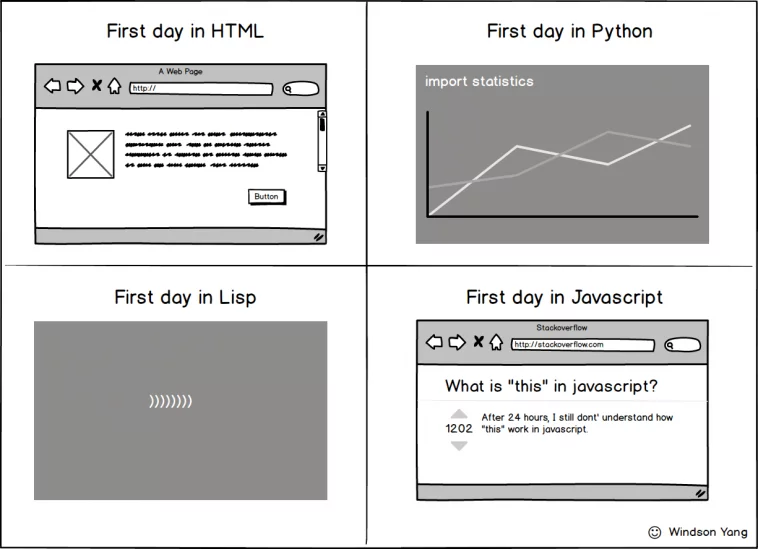 First day in HTML
A Web Page
http://
Button
First day in Python
import statistics
First day in Lisp
))))))))
First day in Javascript
Stackoverflow
http://stackoverflow.com
What is "this" in javascript?
1202
After 24 hours, I still dont' understand how
"this" work in javascript.
Windson Yang